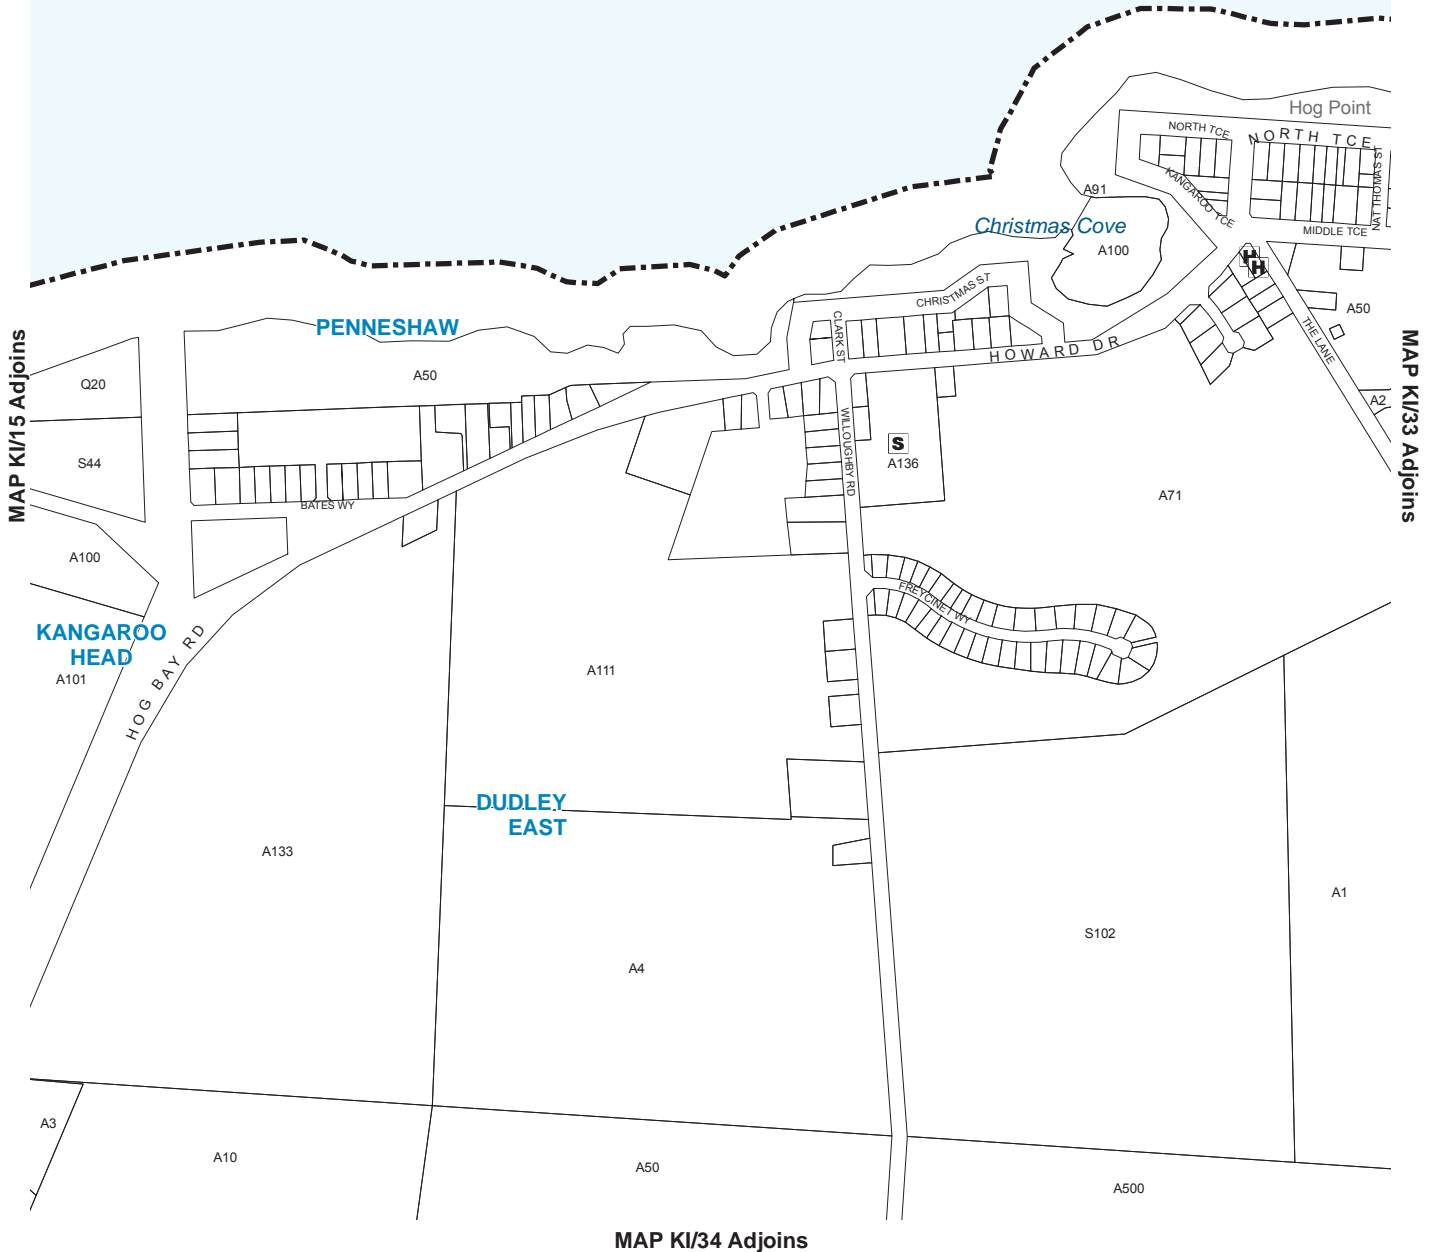 Hog Point
NORTH TCE
NORTH TCE
NAT THOMAS ST
KANGAROO TCE
A91
Christmas Cove
MIDDLE TCE
A100
H
H
CHRISTMAS ST
A50
PENNESHAW
CLARK ST
THE LANE
HOWARD DR
MAP KI/15 Adjoins
MAP KI/33 Adjoins
Q20
A50
A2
WILLOUGHBY RD
S
S44
A136
A71
BATES WY
A100
FREYCINET WY
KANGAROO
HEAD
HOG BAY RD
A101
A111
DUDLEY
EAST
A133
A1
S102
A4
A3
A10
A50
A500
MAP KI/34 Adjoins